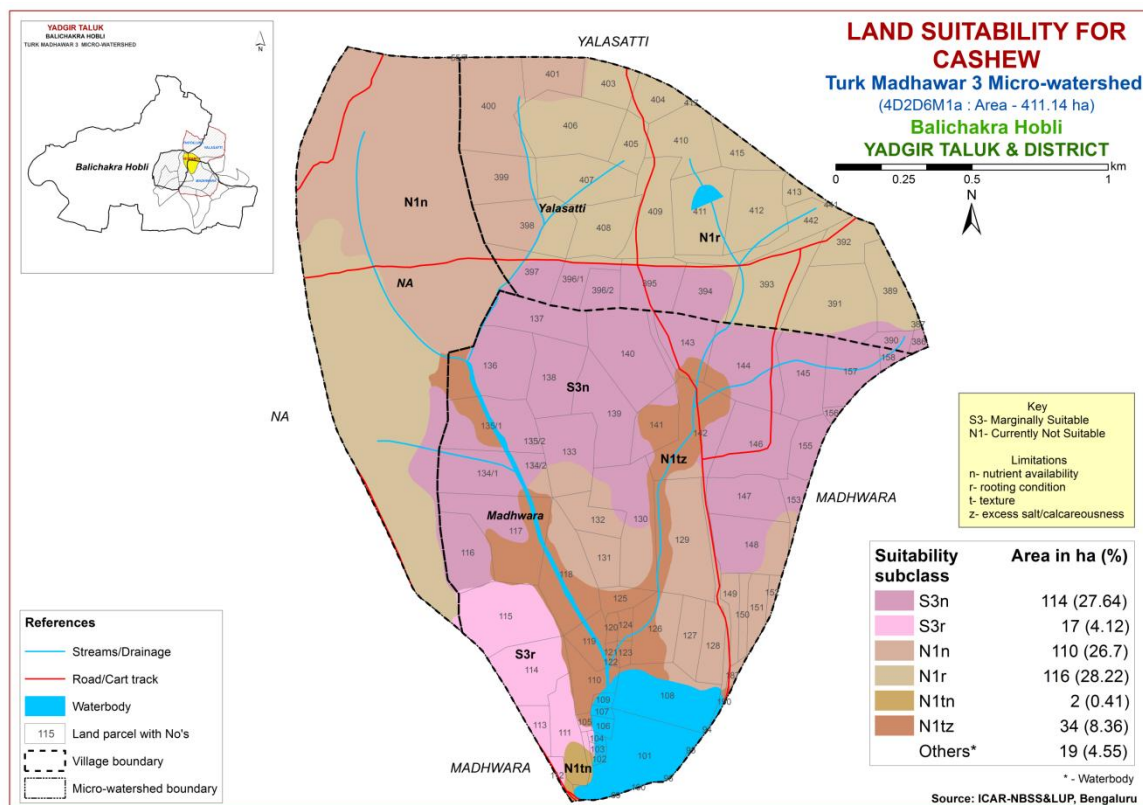 YADGIR TALUK
BALICHAKRA HOBLI
TURK MADHAWAR 3 MICRO-WATERSHED
N
Balichakra Hobli
YALASATTI
LAND SUITABILITY FOR
CASHEW
Turk Madhawar 3 Micro-watershed
(4D2D6M1a : Area - 411.14 ha)
Balichakra Hobli
YADGIR TALUK & DISTRICT
km
0 0.25 0.5 1
N
401
403
404
400
406
410
405
415
399
407
413
N1n
Yalasatti
409
411
412
442
398
408
N1r
392
397
396/1
396/2
395
394
393
NA
391
389
137
387
390
386
143
140
136
138
144
145
157
158
S3n
139
NA
156
135/1
141
142
135/2
133
146
155
134/2
134/1
N1tz
147
153
MADHWARA
Madhwara
132
130
117
129
148
116
131
118
125
149
115
150
151
120
124
126
119
127
128
S3r
121
123
122
114
110
108
109
107
113
111
105
106
104
103
102
101
MADHWARA
N1tn
Key
S3- Marginally Suitable
N1- Currently Not Suitable
Limitations
n- nutrient availability
r- rooting condition
t- texture
z- excess salt/calcareousness
Suitability subclass Area in ha (%)
S3n 114 (27.64)
S3r 17 (4.12)
N1n 110 (26.7)
N1r 116 (28.22)
N1tn 2 (0.41)
N1tz 34 (8.36)
Others* 19 (4.55)
* - Waterbody
Source: ICAR-NBSS&LUP, Bengaluru
References
Streams/Drainage
Road/Cart track
Waterbody
115 Land parcel with No's
Village boundary
Micro-watershed boundary